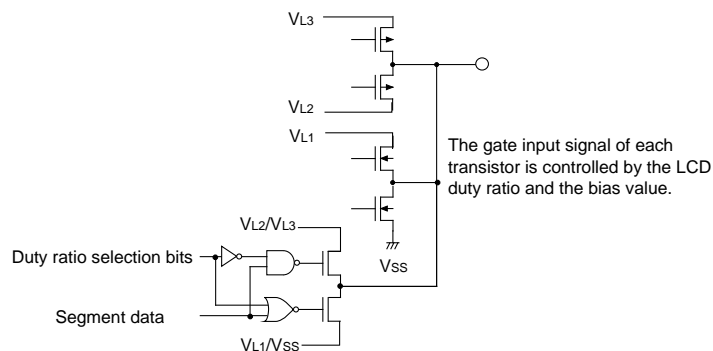 VL3
VL2
VL1
The gate input signal of each
transistor is controlled by the LCD
duty ratio and the bias value.
VSS
VL2/VL3
Duty ratio selection bits
Segment data
VL1/VSS